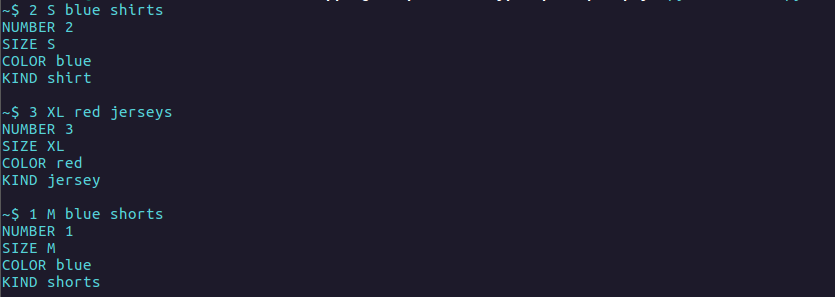 ~$ 2 S blue shirts
NUMBER 2
SIZE S
COLOR blue
KIND shirt
~$ 3 XL red jerseys
NUMBER 3
SIZE XL
COLOR red
KIND jersey
~$ 1 M blue shorts
NUMBER 1
SIZE M
COLOR blue
KIND shorts